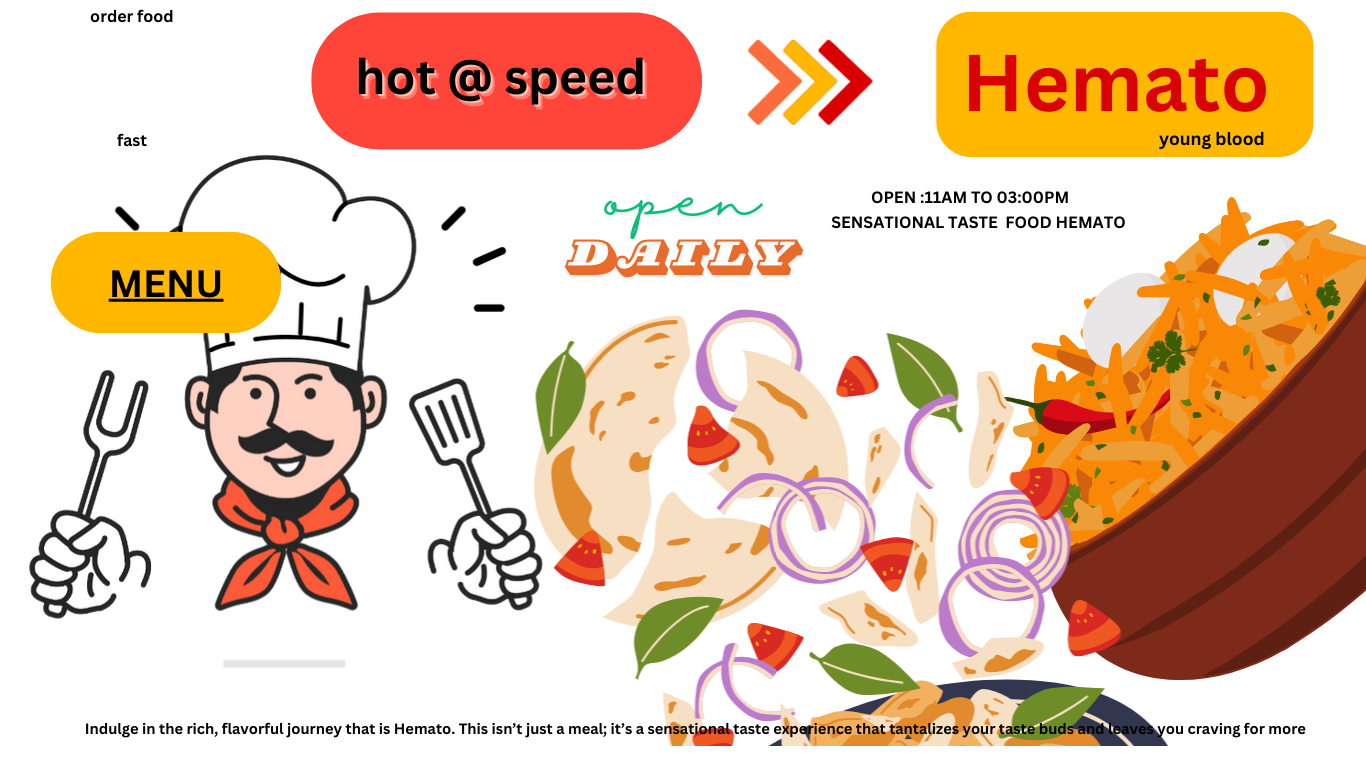 order food
hot @ speed
Hemato
young blood
fast
open
DAILY
OPEN :11AM TO 03:00PM
SENSATIONAL TASTE  FOOD HEMATO
MENU
Indulge in the rich, flavorful journey that is Hemato. This isn’t just a meal; it’s a sensational taste experience that tantalizes your taste buds and leaves you craving for more